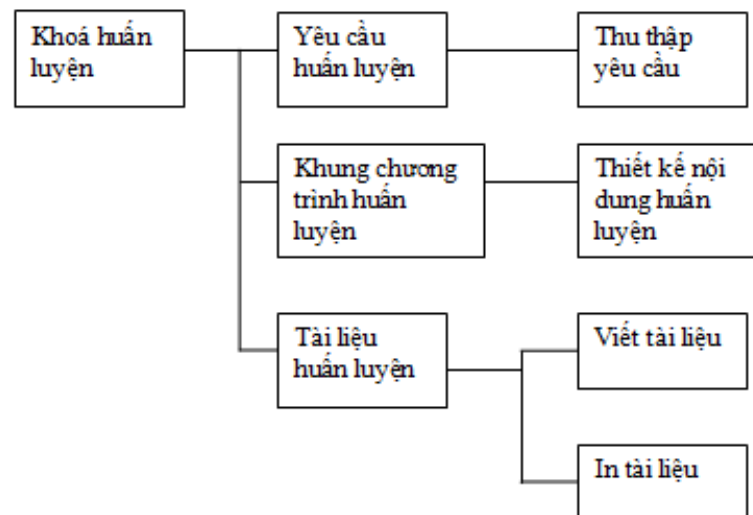 Khoá huấn
luyện
Yêu cầu
huấn luyện
Thu thập
yêu cầu
Khung chương
trình huấn
luyện
Thiết kế nội
dung huấn
luyện
Tài liệu
huấn luyện
Viết tài liệu
In tài liệu